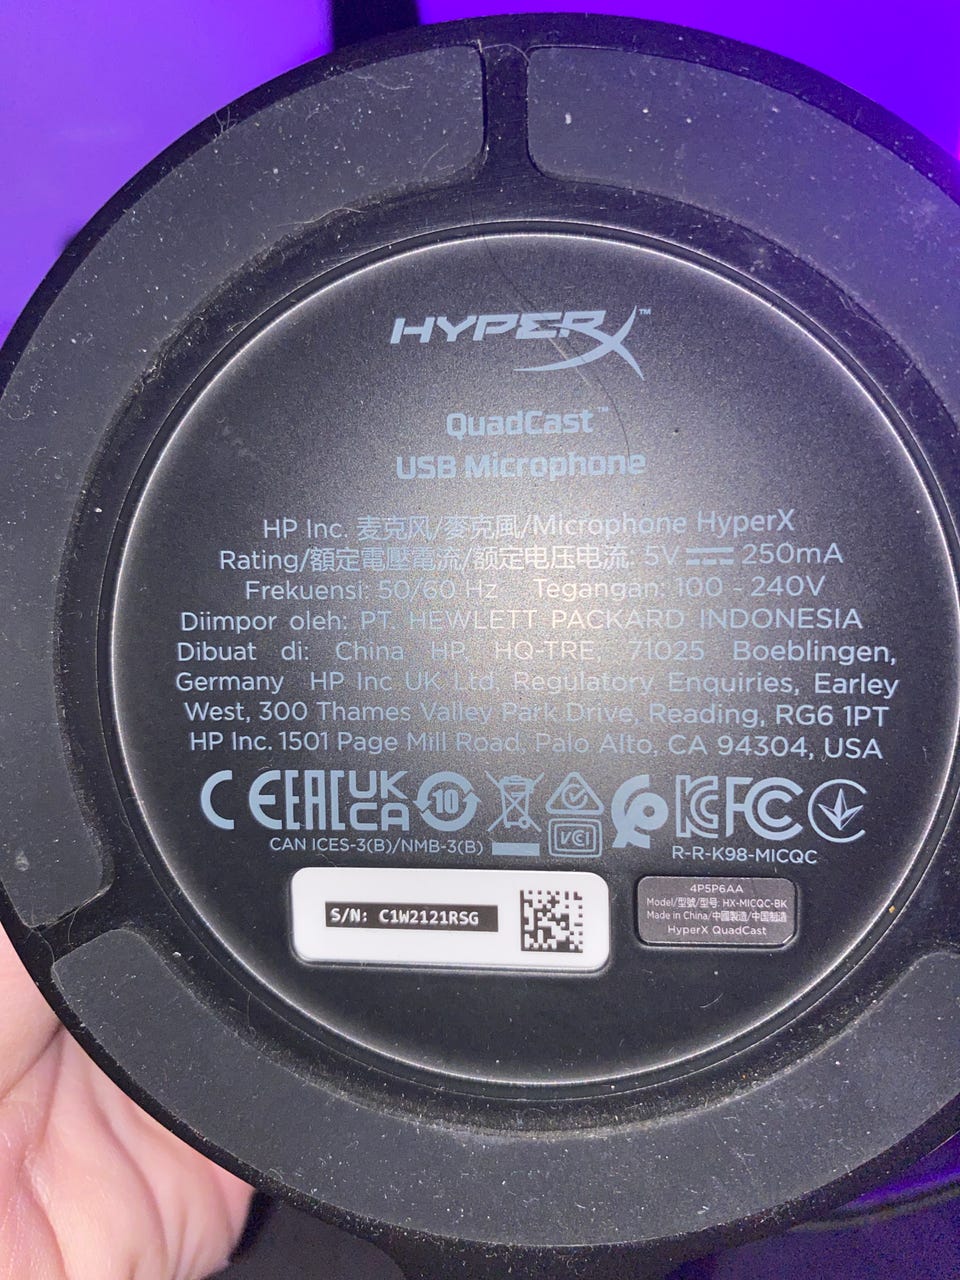 HYPERX™
QuadCast™
USB Microphone
HP Inc. 麦克风/麥克風/Microphone HyperX
Rating/額定電壓電流/额定电压电流: 5V ⎓ 250mA
Frekuensi: 50/60 Hz Tegangan: 100 - 240V
Diimpor oleh: PT. HEWLETT PACKARD INDONESIA
Dibuat di: China HP, HQ-TRE, 71025 Boeblingen,
Germany HP Inc UK Ltd, Regulatory Enquiries, Earley
West, 300 Thames Valley Park Drive, Reading, RG6 1PT
HP Inc. 1501 Page Mill Road, Palo Alto, CA 94304, USA
CE EAC UKCA 10 VCI KC FC
CAN ICES-3(B)/NMB-3(B) R-R-K98-MICQC
S/N: C1W2121RSG
4P5P6AA
Model/型號/型号: HX-MICQC-BK
Made in China/中國製造/中国制造
HyperX QuadCast